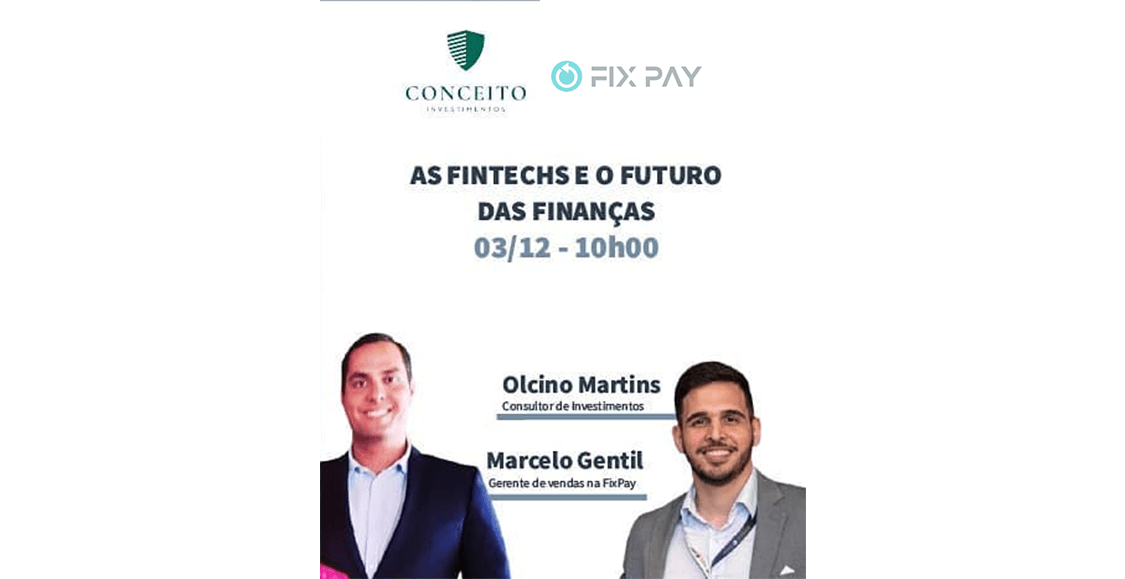 CONCEITO
INVESTIMENTOS
FIX PAY
AS FINTECHS E O FUTURO
DAS FINANÇAS
03/12 - 10h00
Olcino Martins
Consultor de Investimentos
Marcelo Gentil
Gerente de vendas na FixPay